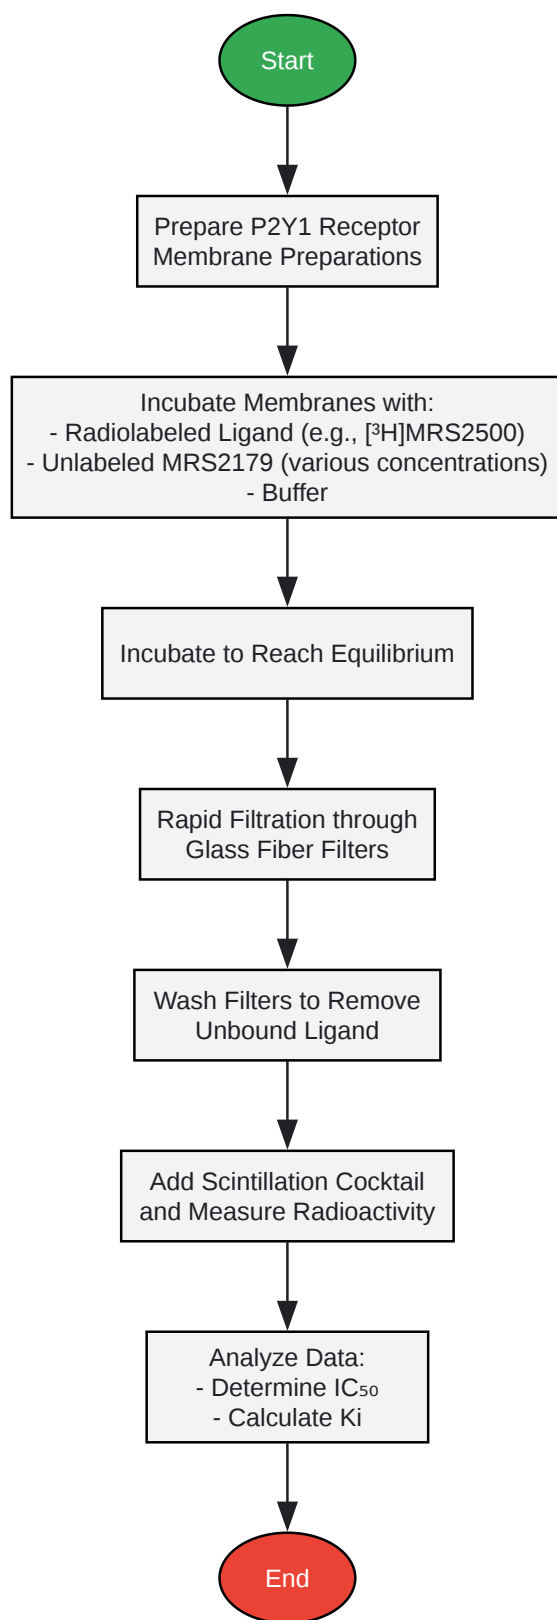 Start
Prepare P2Y1 Receptor
Membrane Preparations
Incubate Membranes with:
- Radiolabeled Ligand (e.g., [³H]MRS2500)
- Unlabeled MRS2179 (various concentrations)
- Buffer
Incubate to Reach Equilibrium
Rapid Filtration through
Glass Fiber Filters
Wash Filters to Remove
Unbound Ligand
Add Scintillation Cocktail
and Measure Radioactivity
Analyze Data:
- Determine IC₅₀
- Calculate Ki
End